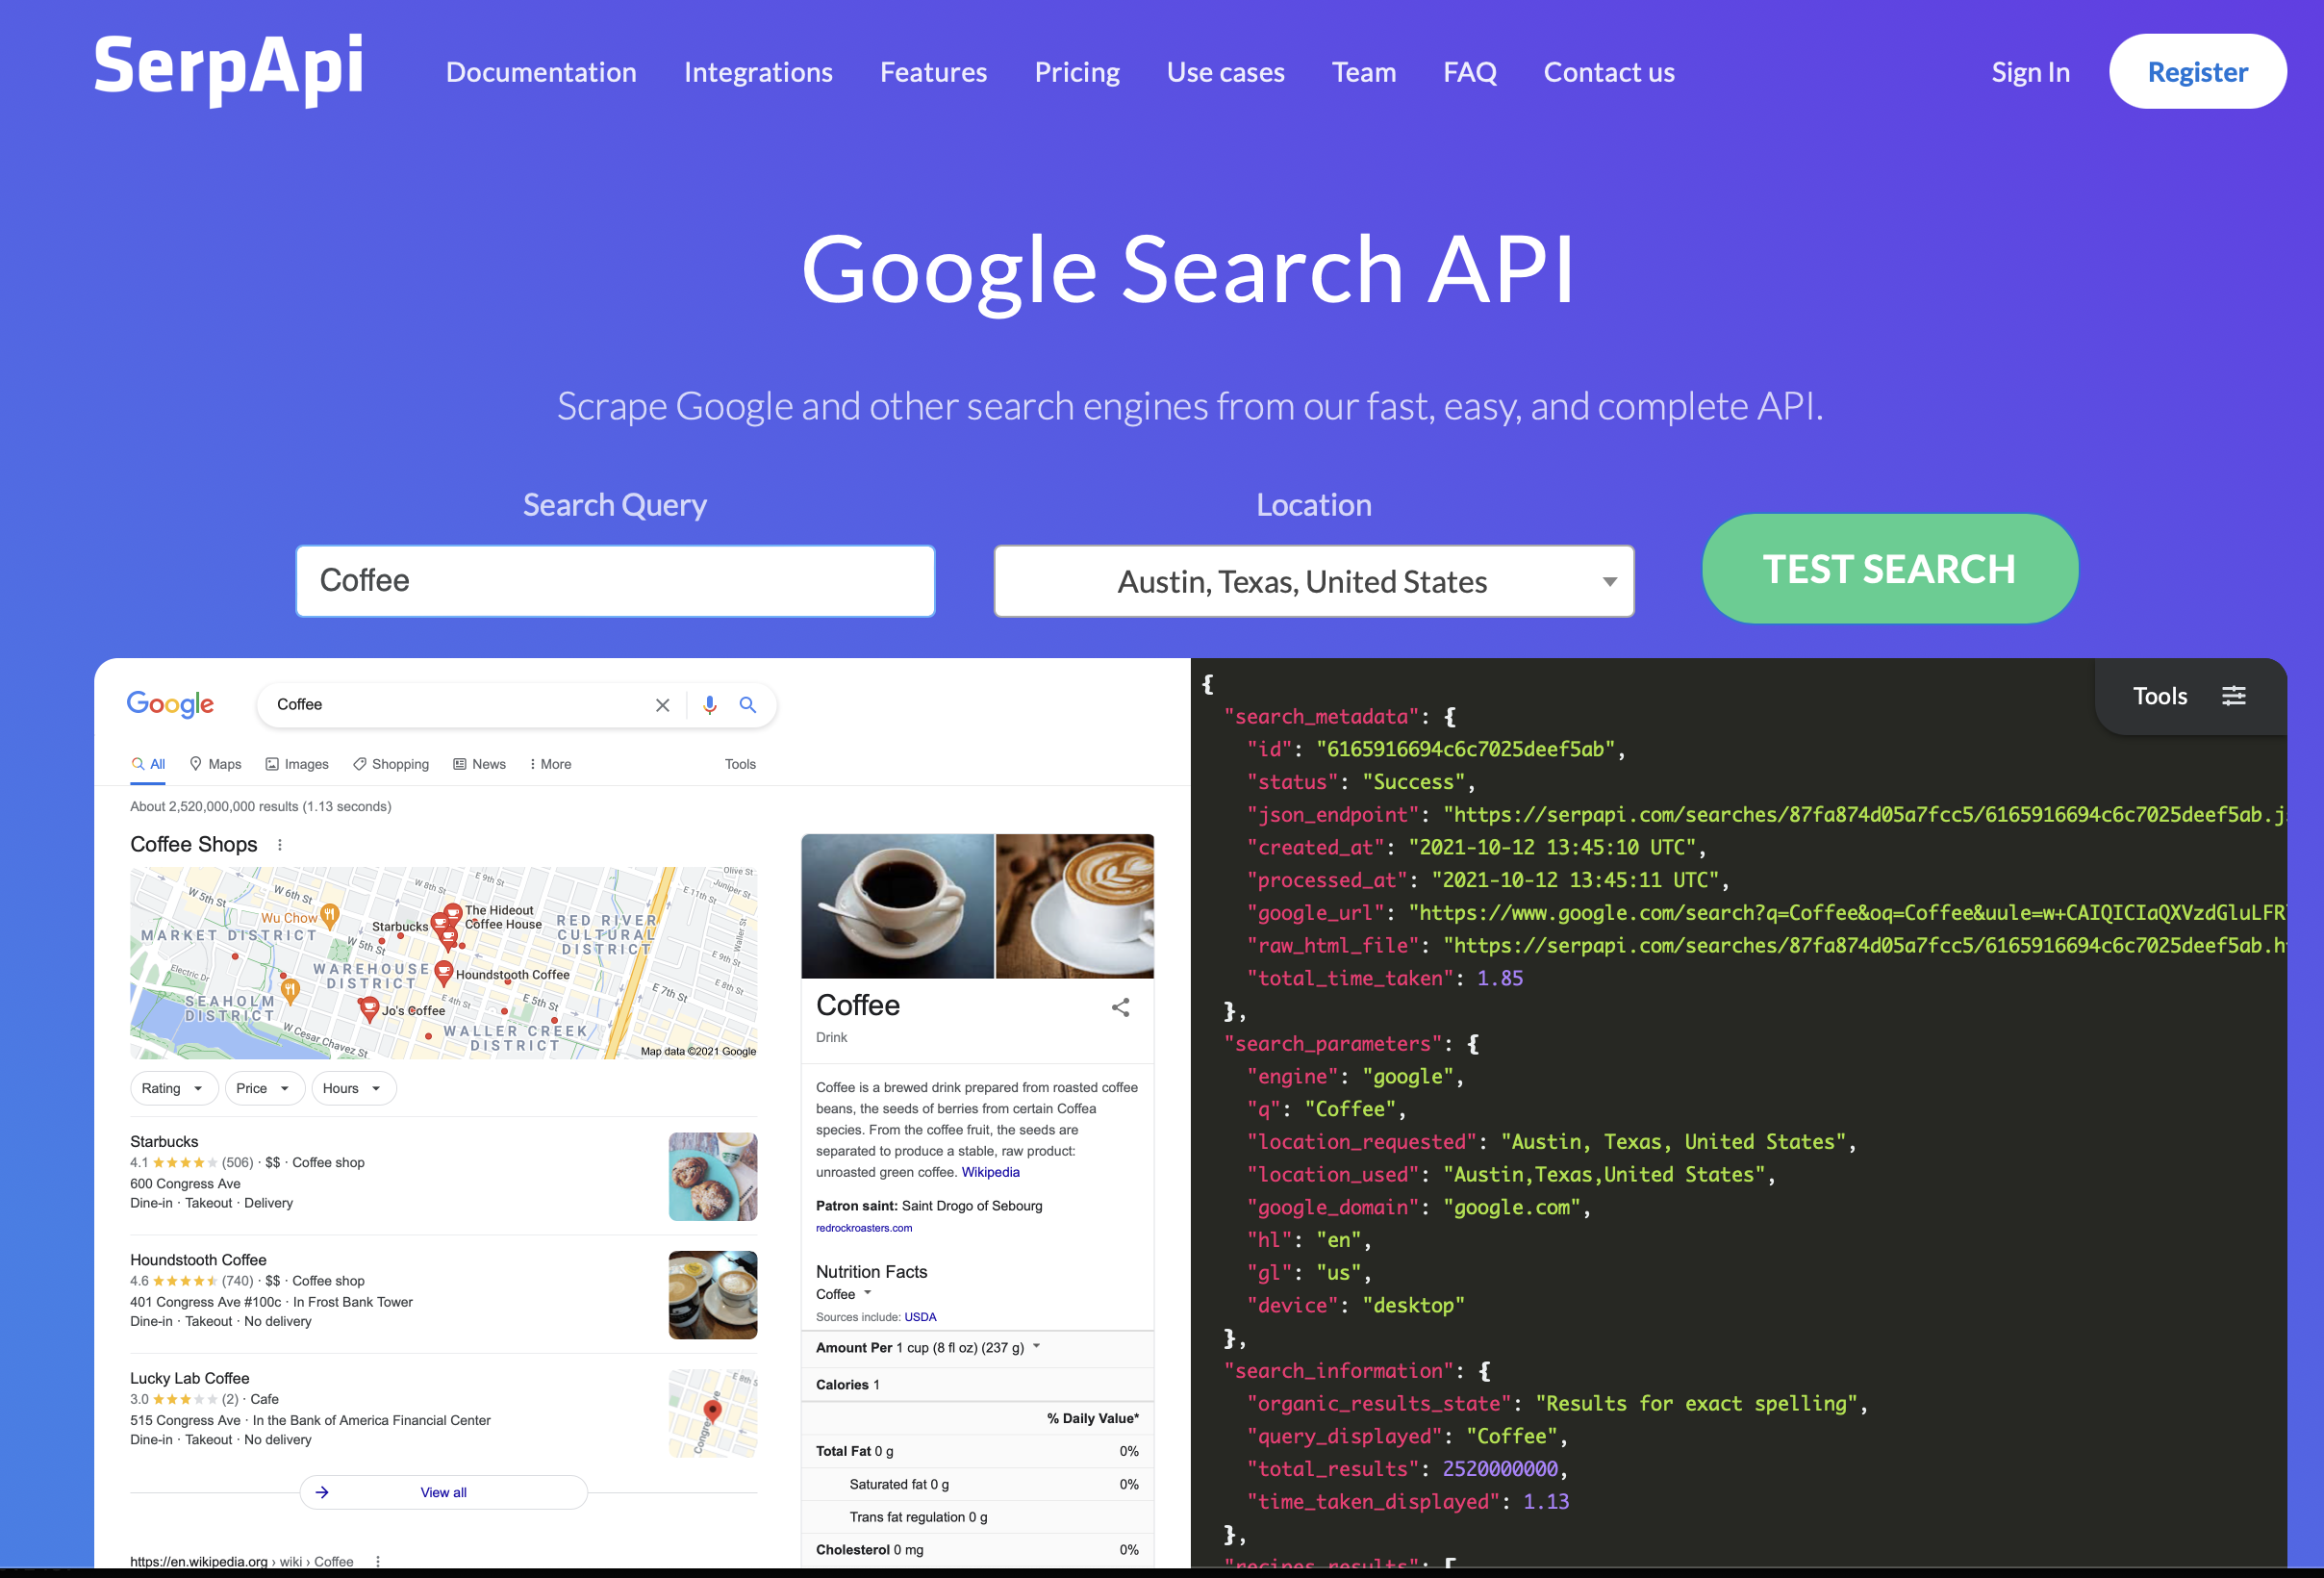 SerpApi
Documentation Integrations Features Pricing Use cases Team FAQ Contact us Sign In Register
Google Search API
Scrape Google and other search engines from our fast, easy, and complete API.
Search Query
Coffee
Location
Austin, Texas, United States
TEST SEARCH
Google Coffee
All Maps Images Shopping News More Tools
About 2,520,000,000 results (1.13 seconds)
Coffee Shops
W 5th St
W 6th St
W 8th St
E 9th St
Olive St
Juniper St
E 11th St
Wu Chow
Starbucks
The Hideout
Coffee House
RED RIVER
CULTURAL
DISTRICT
Waller St
MARKET DISTRICT
W 5th St
E 9th St
Electric Dr
WAREHOUSE
DISTRICT
Houndstooth Coffee
E 8th St
E 7th St
SEAHOLM
DISTRICT
Jo's Coffee
E 4th St
E 5th St
W Cesar Chavez St
WALLER CREEK
DISTRICT
Map data ©2021 Google
Rating Price Hours
Starbucks
4.1 (506) · $$ · Coffee shop
600 Congress Ave
Dine-in · Takeout · Delivery
Houndstooth Coffee
4.6 (740) · $$ · Coffee shop
401 Congress Ave #100c · In Frost Bank Tower
Dine-in · Takeout · No delivery
Lucky Lab Coffee
3.0 (2) · Cafe
515 Congress Ave · In the Bank of America Financial Center
Dine-in · Takeout · No delivery
E 8th S
View all
https://en.wikipedia.org › wiki › Coffee
Coffee
Drink
Coffee is a brewed drink prepared from roasted coffee
beans, the seeds of berries from certain Coffea
species. From the coffee fruit, the seeds are
separated to produce a stable, raw product:
unroasted green coffee. Wikipedia
Patron saint: Saint Drogo of Sebourg
redrockroasters.com
Nutrition Facts
Coffee
Sources include: USDA
Amount Per 1 cup (8 fl oz) (237 g)
Calories 1
% Daily Value*
Total Fat 0 g 0%
Saturated fat 0 g 0%
Trans fat regulation 0 g
Cholesterol 0 mg 0%
Tools
{
"search_metadata": {
"id": "6165916694c6c7025deef5ab",
"status": "Success",
"json_endpoint": "https://serpapi.com/searches/87fa874d05a7fcc5/6165916694c6c7025deef5ab.j
"created_at": "2021-10-12 13:45:10 UTC",
"processed_at": "2021-10-12 13:45:11 UTC",
"google_url": "https://www.google.com/search?q=Coffee&oq=Coffee&uule=w+CAIQICIaQXVzdGluLFR
"raw_html_file": "https://serpapi.com/searches/87fa874d05a7fcc5/6165916694c6c7025deef5ab.h
"total_time_taken": 1.85
},
"search_parameters": {
"engine": "google",
"q": "Coffee",
"location_requested": "Austin, Texas, United States",
"location_used": "Austin,Texas,United States",
"google_domain": "google.com",
"hl": "en",
"gl": "us",
"device": "desktop"
},
"search_information": {
"organic_results_state": "Results for exact spelling",
"query_displayed": "Coffee",
"total_results": 2520000000,
"time_taken_displayed": 1.13
},
"recipes_results": [